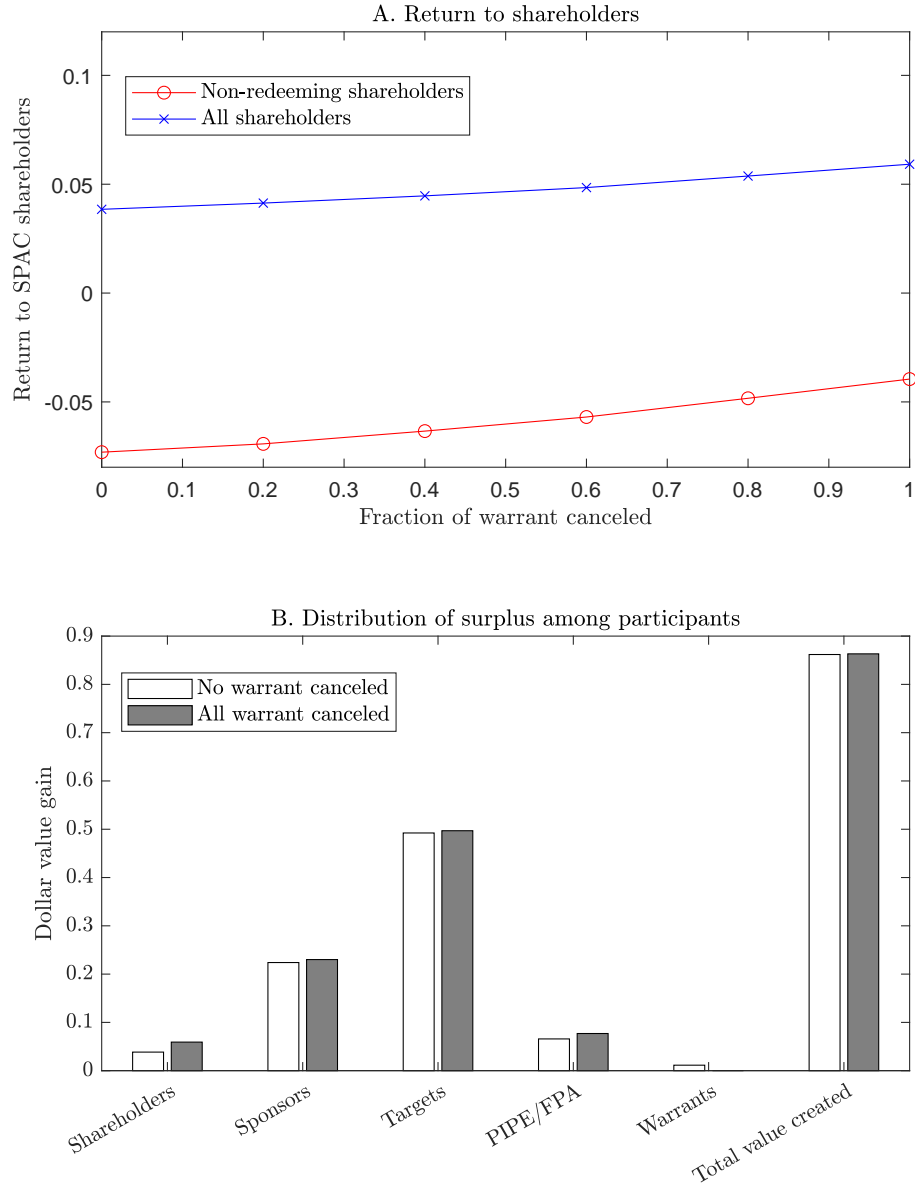 A. Return to shareholders
0.1
0.05
0
-0.05
Return to SPAC shareholders
Non-redeeming shareholders
All shareholders
0 0.1 0.2 0.3 0.4 0.5 0.6 0.7 0.8 0.9 1
Fraction of warrant canceled
B. Distribution of surplus among participants
0.9
0.8
0.7
0.6
0.5
0.4
0.3
0.2
0.1
0
Dollar value gain
No warrant canceled
All warrant canceled
Shareholders
Sponsors
Targets
PIPE/FPA
Warrants
Total value created